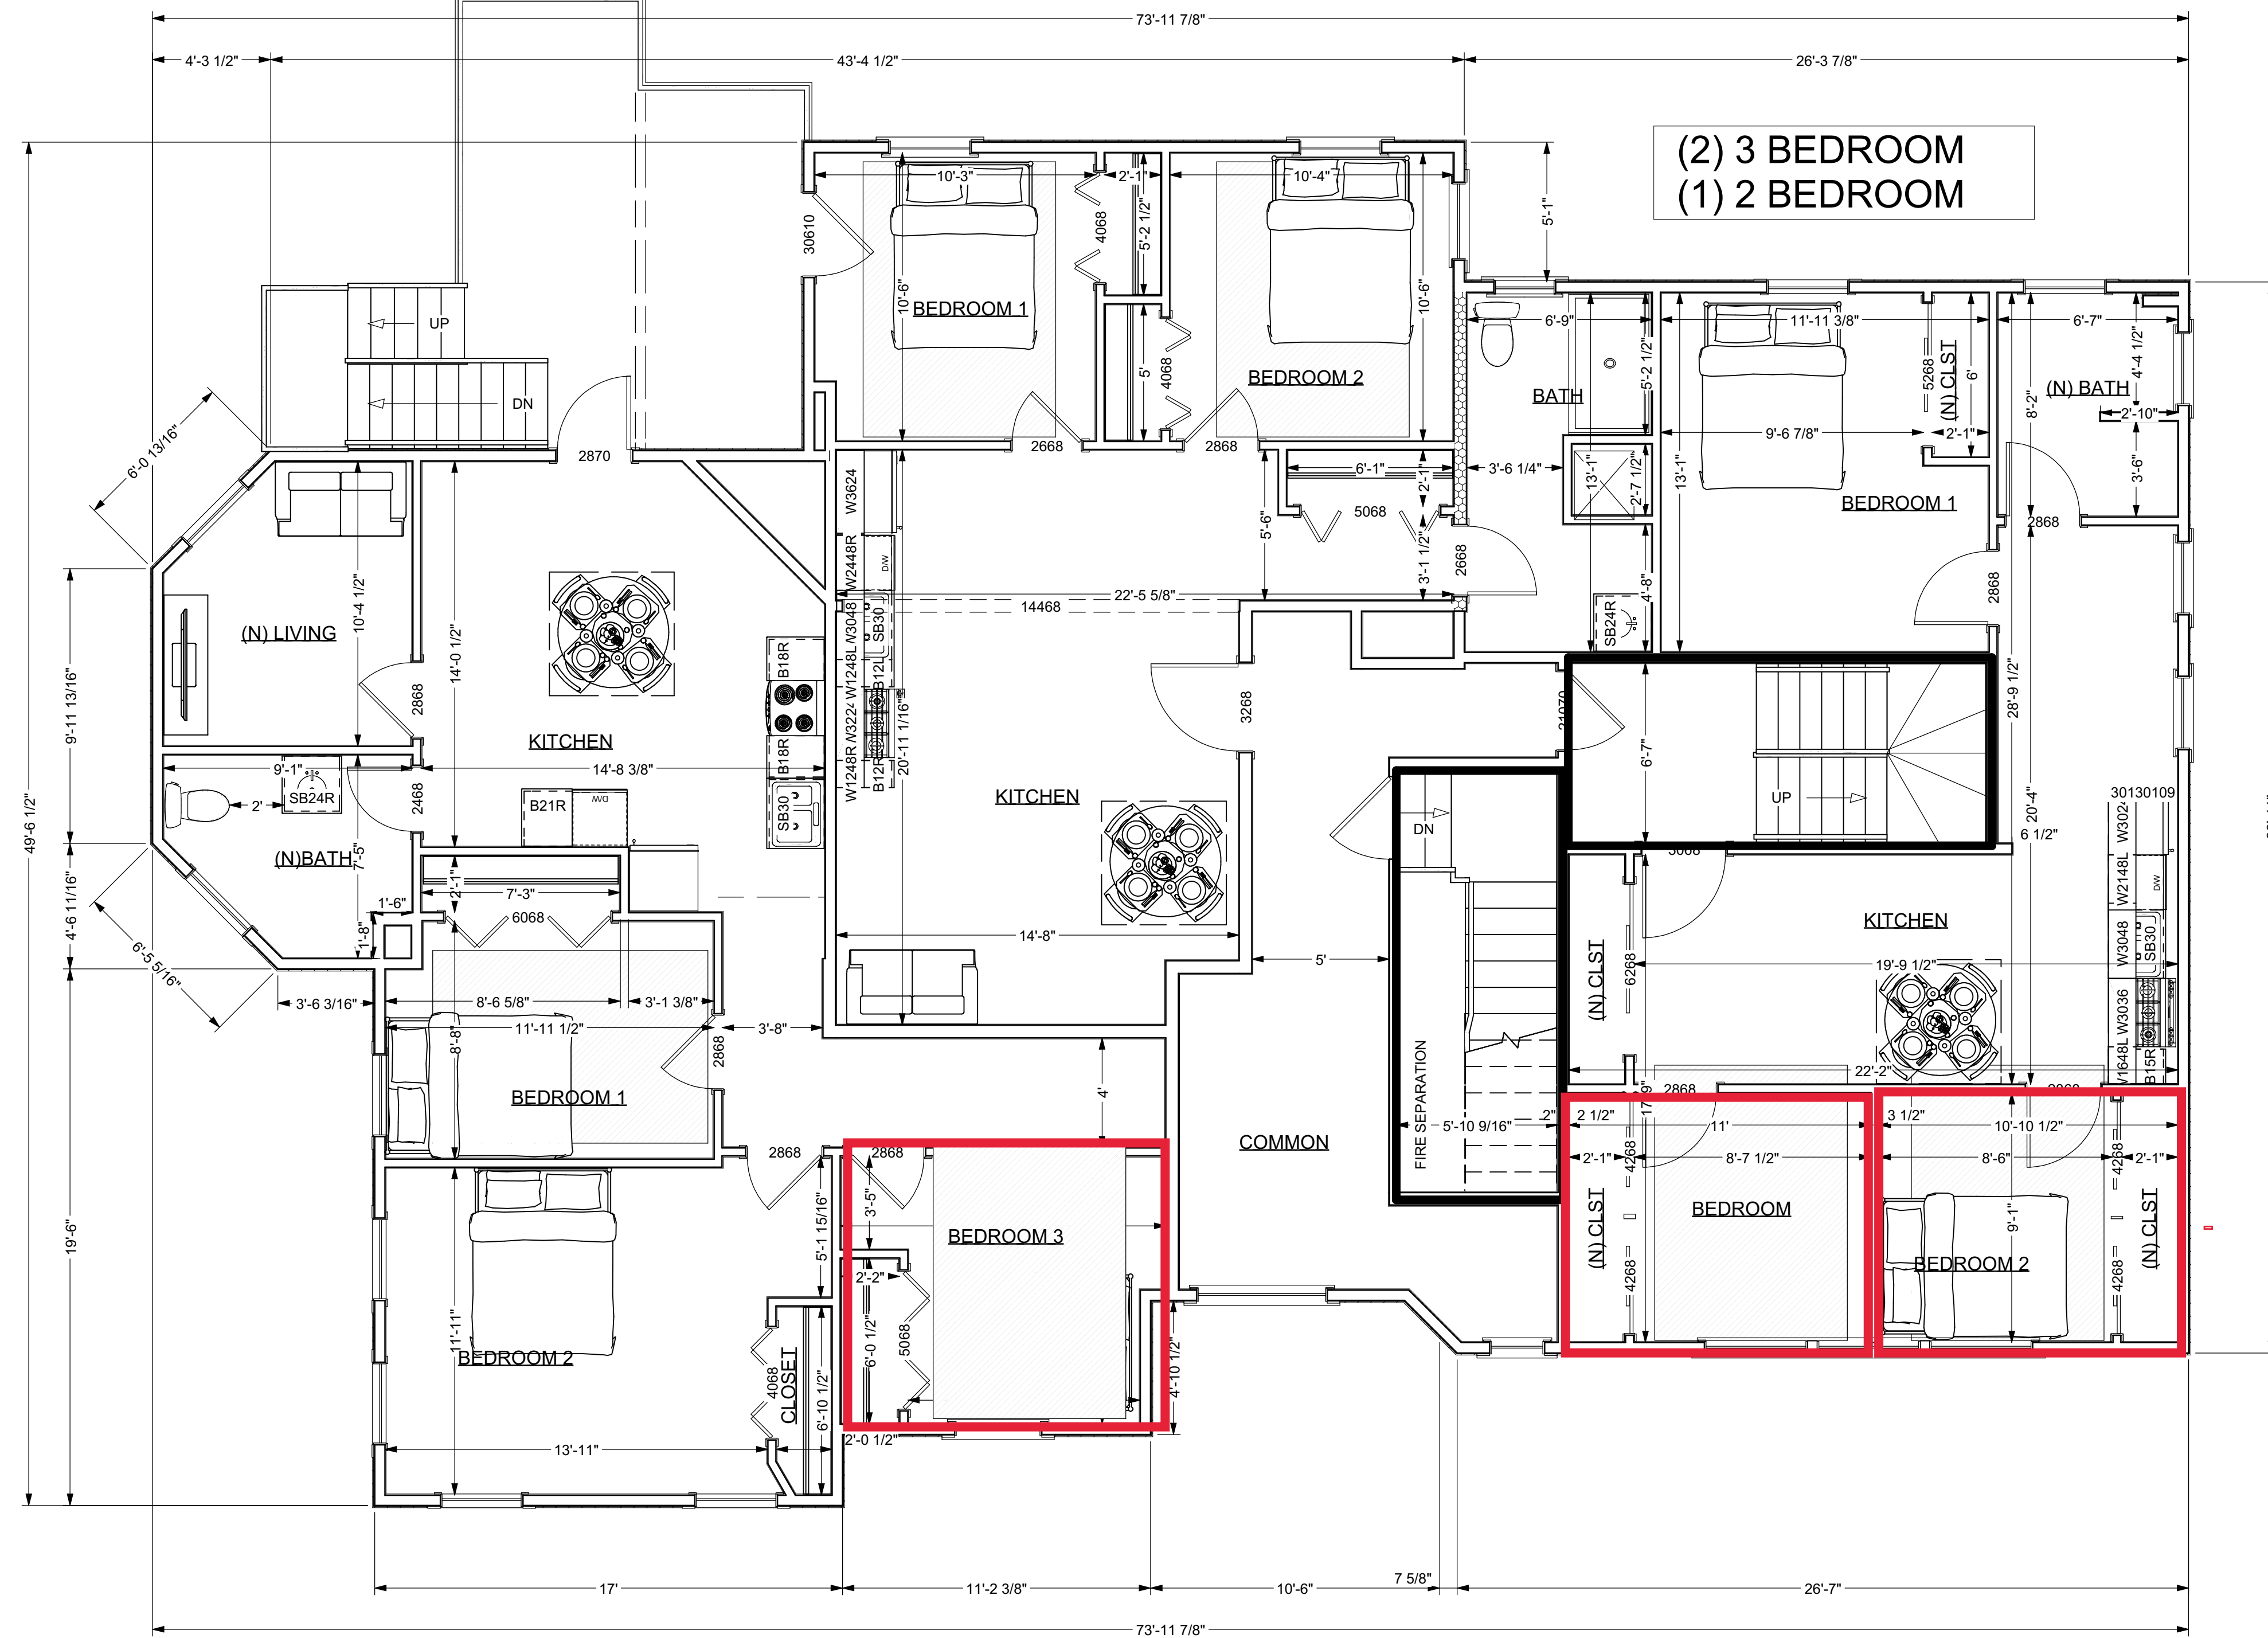 73'-11 7/8"
4'-3 1/2"
43'-4 1/2"
26'-3 7/8"
(2) 3 BEDROOM
(1) 2 BEDROOM
10'-3"
2'-1"
10'-4"
5'-1"
4068
5'-2 1/2"
30610
10'-6"
BEDROOM 1
10'-6"
UP
DN
6'-9"
11'-11 3/8"
6'-7"
5'
4068
BEDROOM 2
BATH
5'-2 1/2"
5268
(N) CLST
6'
8'-2"
4'-4 1/2"
(N) BATH
2'-10"
9'-6 7/8"
2'-1"
6'-0 13/16"
2870
2668
2868
6'-1"
2'-1"
3'-6 1/4"
13'-1"
2'-7 1/2"
13'-1"
3'-6"
BEDROOM 1
W3624
5068
5'-6"
3'-1 1/2"
2668
2868
W2448R
D/W
22'-5 5/8"
14468
4'-8"
SB24R
2868
10'-4 1/2"
14'-0 1/2"
(N) LIVING
W3048
SB30
W1248L
B12L
B18R
9'-11 13/16"
2868
3268
21070
28'-9 1/2"
KITCHEN
W1248R
B12R
20'-11 1/16"
6'-7"
B18R
9'-1"
14'-8 3/8"
SB24R
2'
2468
B21R
D/W
SB30
KITCHEN
UP
DN
49'-6 1/2"
20'-4"
6 1/2"
30130109
W3024
(N)BATH
7'-5"
3068
W2148L
D/W
4'-6 11/16"
2'-1"
7'-3"
1'-6"
6068
1'-8"
KITCHEN
W3048
SB30
14'-8"
5'
(N) CLST
6268
19'-9 1/2"
6'-5 5/16"
3'-6 3/16"
8'-6 5/8"
3'-1 3/8"
11'-11 1/2"
3'-8"
8'-8"
2868
W3036
W1648L
B15R
22'-2"
BEDROOM 1
4'
FIRE SEPARATION
17'-9"
2868
2868
5'-10 9/16"
2"
2 1/2"
11'
3 1/2"
10'-10 1/2"
COMMON
2868
2868
2'-1"
4268
8'-7 1/2"
8'-6"
4268
2'-1"
19'-6"
5'-1 15/16"
3'-5"
BEDROOM 3
(N) CLST
BEDROOM
9'-1"
(N) CLST
2'-2"
BEDROOM 2
4268
4268
11'-11"
BEDROOM 2
4068
CLOSET
6'-10 1/2"
6'-0 1/2"
5068
4'-10 1/2"
13'-11"
2'-0 1/2"
17'
11'-2 3/8"
10'-6"
7 5/8"
26'-7"
73'-11 7/8"